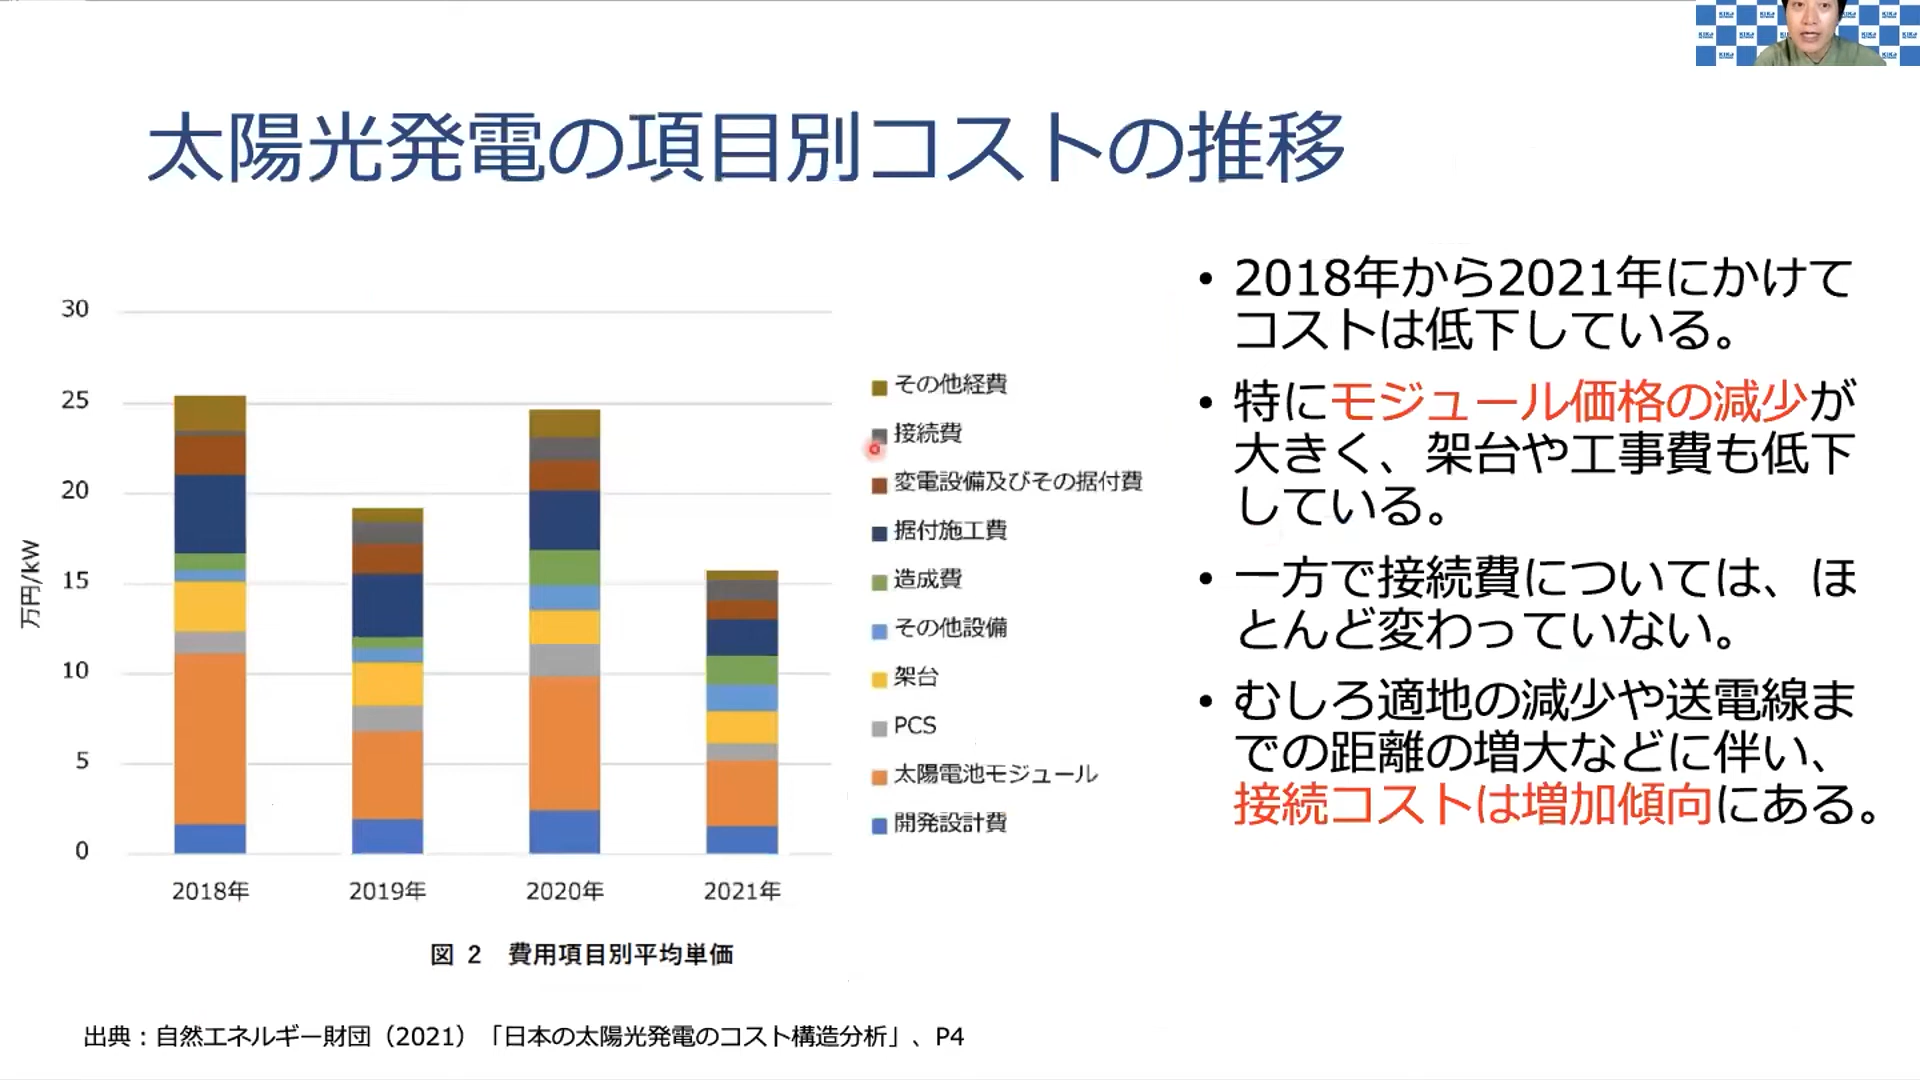 太陽光発電の項目別コストの推移
30
25
20
15
10
5
0
万円/kW
2018年
2019年
2020年
2021年
その他経費
接続費
変電設備及びその据付費
据付施工費
造成費
その他設備
架台
PCS
太陽電池モジュール
開発設計費
図 2 費用項目別平均単価
• 2018年から2021年にかけて
コストは低下している。
• 特にモジュール価格の減少が
大きく、架台や工事費も低下
している。
• 一方で接続費については、ほ
とんど変わっていない。
• むしろ適地の減少や送電線ま
での距離の増大などに伴い、
接続コストは増加傾向にある。
出典：自然エネルギー財団（2021）「日本の太陽光発電のコスト構造分析」、P4